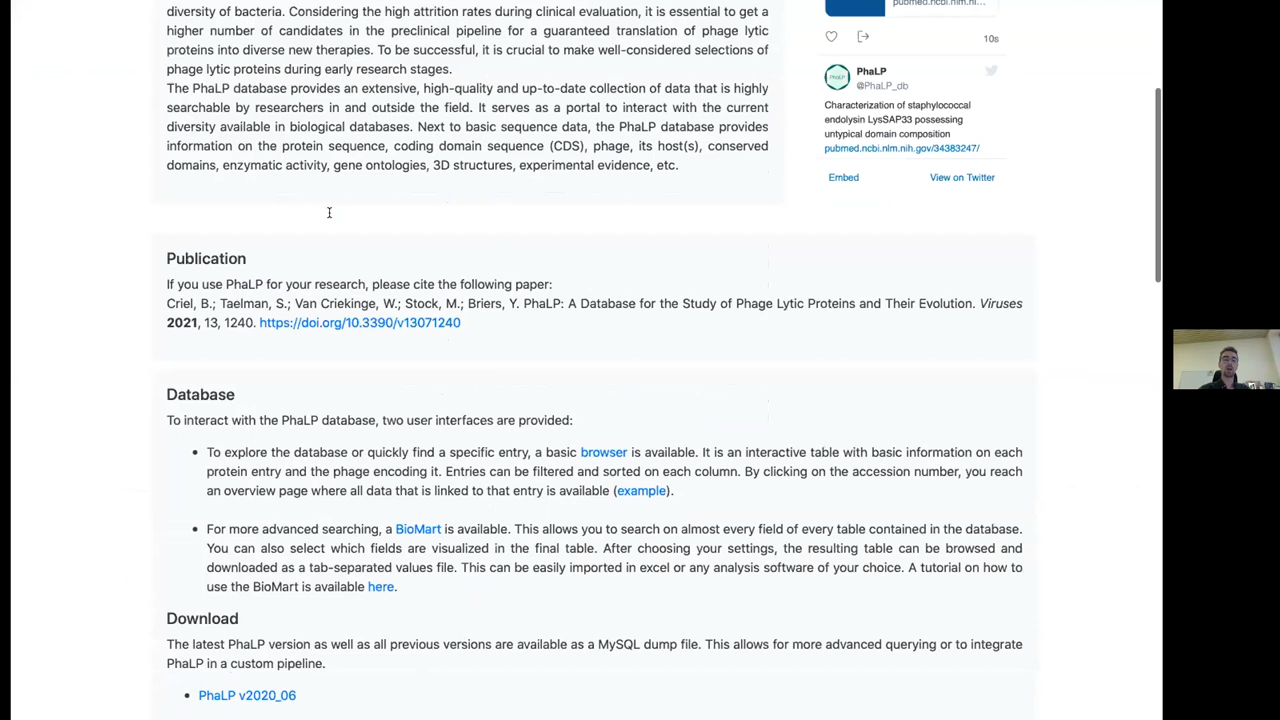 diversity of bacteria. Considering the high attrition rates during clinical evaluation, it is essential to get a
higher number of candidates in the preclinical pipeline for a guaranteed translation of phage lytic
proteins into diverse new therapies. To be successful, it is crucial to make well-considered selections of
phage lytic proteins during early research stages.
The PhaLP database provides an extensive, high-quality and up-to-date collection of data that is highly
searchable by researchers in and outside the field. It serves as a portal to interact with the current
diversity available in biological databases. Next to basic sequence data, the PhaLP database provides
information on the protein sequence, coding domain sequence (CDS), phage, its host(s), conserved
domains, enzymatic activity, gene ontologies, 3D structures, experimental evidence, etc.
pubmed.ncbi.nlm.ni...
10s
PhaLP
PhaLP
@PhaLP_db
Characterization of staphylococcal
endolysin LysSAP33 possessing
untypical domain composition
pubmed.ncbi.nlm.nih.gov/34383247/
Embed
View on Twitter
Publication
If you use PhaLP for your research, please cite the following paper:
Criel, B.; Taelman, S.; Van Criekinge, W.; Stock, M.; Briers, Y. PhaLP: A Database for the Study of Phage Lytic Proteins and Their Evolution. Viruses
2021, 13, 1240. https://doi.org/10.3390/v13071240
Database
To interact with the PhaLP database, two user interfaces are provided:
• To explore the database or quickly find a specific entry, a basic browser is available. It is an interactive table with basic information on each
protein entry and the phage encoding it. Entries can be filtered and sorted on each column. By clicking on the accession number, you reach
an overview page where all data that is linked to that entry is available (example).
• For more advanced searching, a BioMart is available. This allows you to search on almost every field of every table contained in the database.
You can also select which fields are visualized in the final table. After choosing your settings, the resulting table can be browsed and
downloaded as a tab-separated values file. This can be easily imported in excel or any analysis software of your choice. A tutorial on how to
use the BioMart is available here.
Download
The latest PhaLP version as well as all previous versions are available as a MySQL dump file. This allows for more advanced querying or to integrate
PhaLP in a custom pipeline.
• PhaLP v2020_06